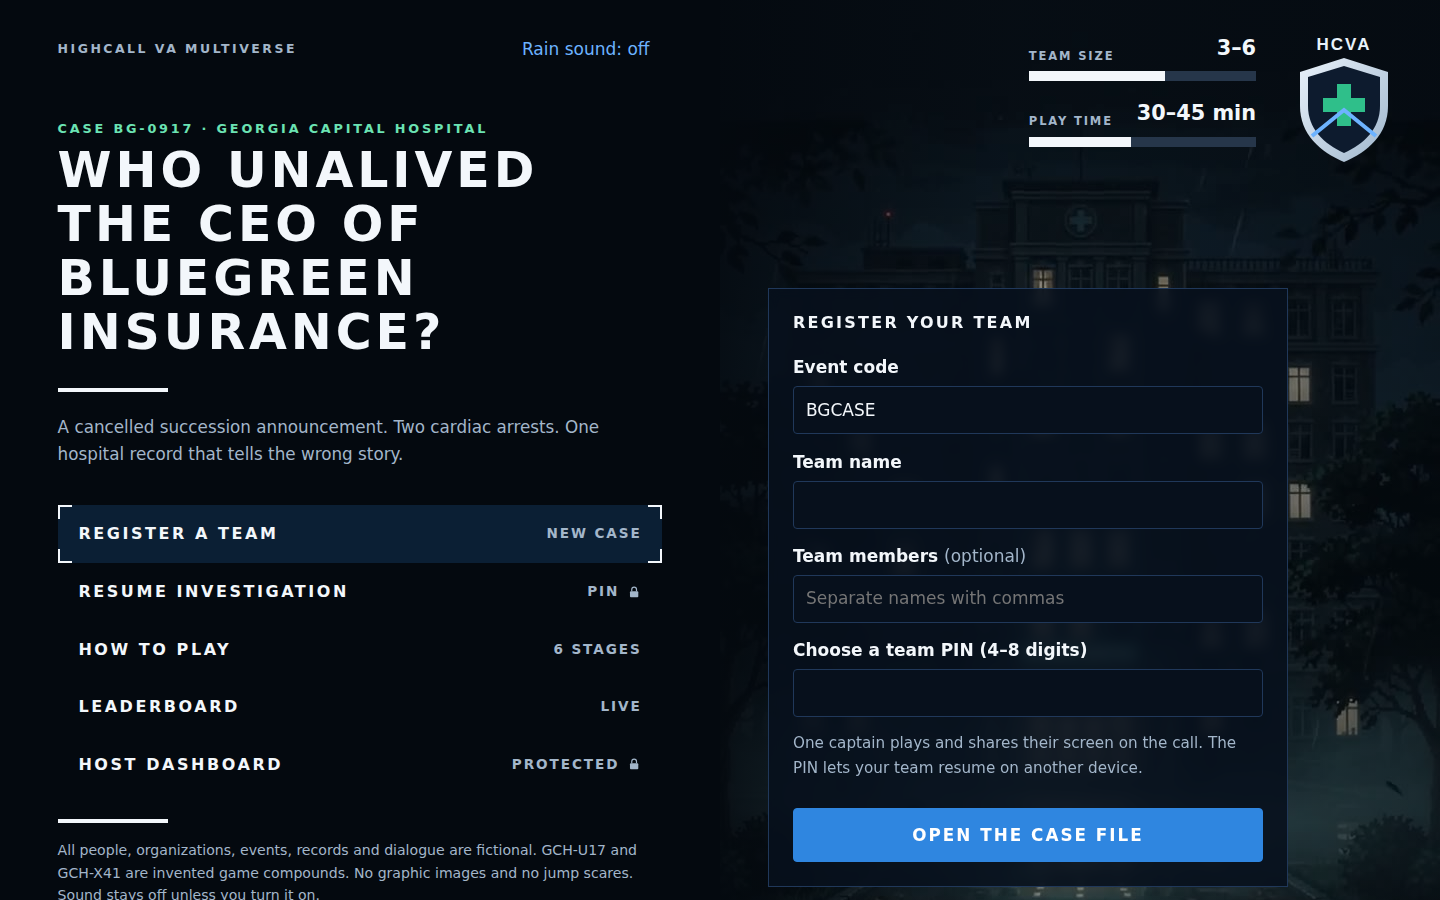 HIGHCALL VA MULTIVERSE
Rain sound: off
CASE BG-0917 · GEORGIA CAPITAL HOSPITAL
WHO UNALIVED
THE CEO OF
BLUEGREEN
INSURANCE?
A cancelled succession announcement. Two cardiac arrests. One
hospital record that tells the wrong story.
REGISTER A TEAM NEW CASE
RESUME INVESTIGATION PIN
HOW TO PLAY 6 STAGES
LEADERBOARD LIVE
HOST DASHBOARD PROTECTED
All people, organizations, events, records and dialogue are fictional. GCH-U17 and
GCH-X41 are invented game compounds. No graphic images and no jump scares.
Sound stays off unless you turn it on.
TEAM SIZE 3–6
PLAY TIME 30–45 min
HCVA
REGISTER YOUR TEAM
Event code
BGCASE
Team name
Team members (optional)
Separate names with commas
Choose a team PIN (4–8 digits)
One captain plays and shares their screen on the call. The
PIN lets your team resume on another device.
OPEN THE CASE FILE